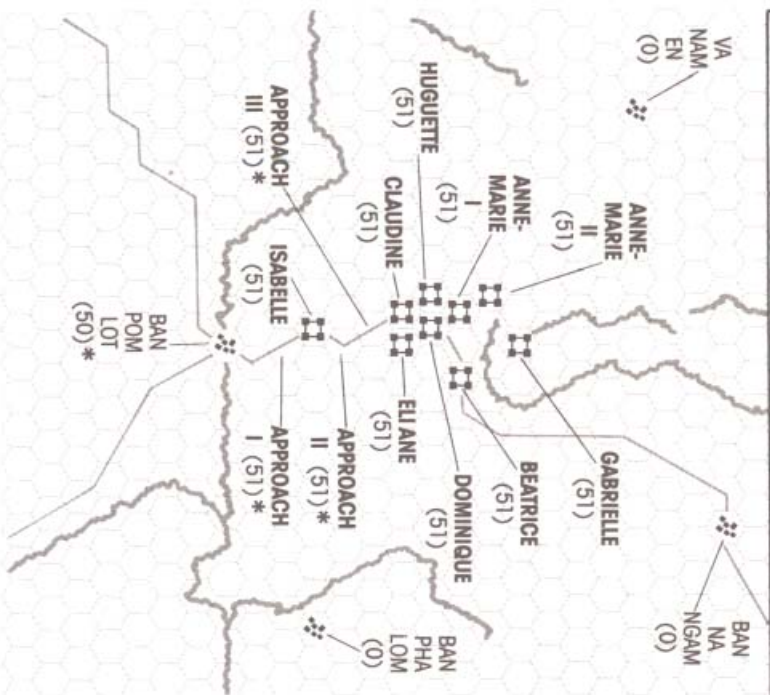 VA
NAM
EN
(0)
ANNE-
MARIE
II
(51)
ANNE-
MARIE
I
(51)
HUGUETTE
(51)
CLAUDINE
(51)
APPROACH
III (51)*
ISABELLE
(51)
BAN
POM
LOT
(50)*
BAN
NA
NGAM
(0)
GABRIELLE
(51)
BEATRICE
(51)
DOMINIQUE
(51)
ELIANE
(51)
APPROACH
II (51)*
APPROACH
I (51)*
BAN
PHA
LOM
(0)